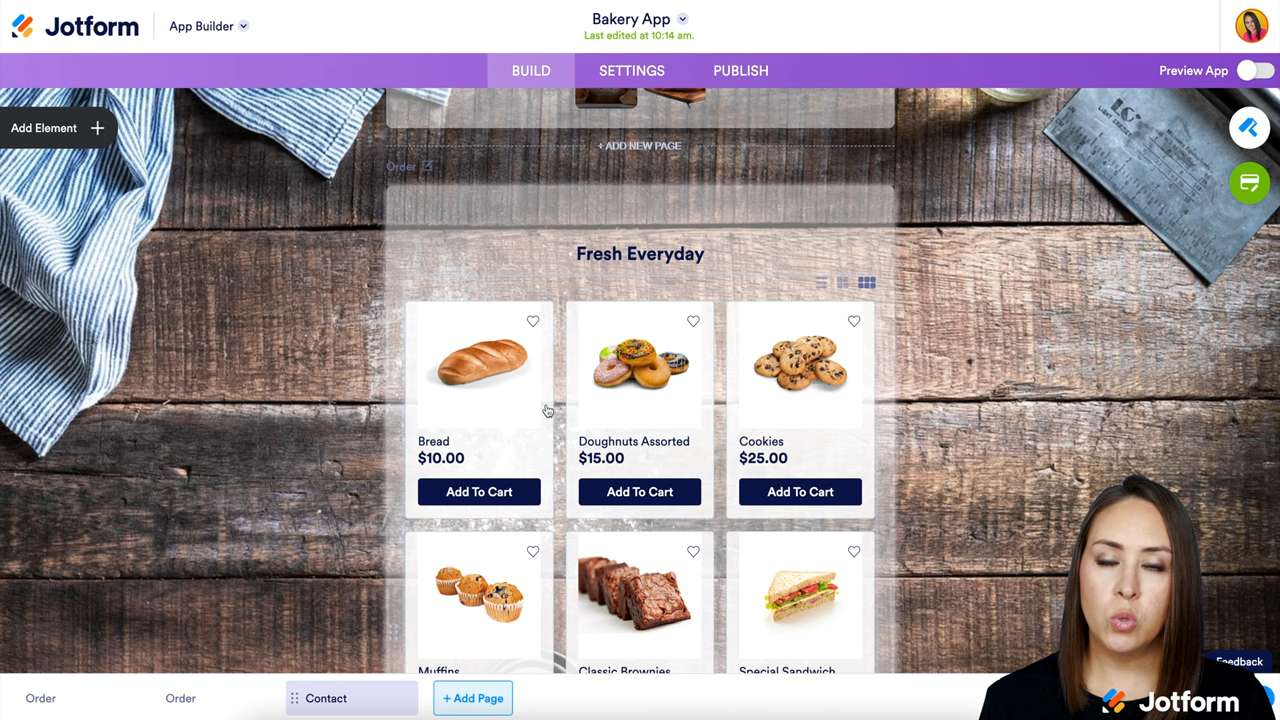 Jotform
App Builder
Bakery App
Last edited at 10:14 am.
BUILD
SETTINGS
PUBLISH
Preview App
Add Element +
LC
+ ADD NEW PAGE
Order
Fresh Everyday
Bread
$10.00
Add To Cart
Doughnuts Assorted
$15.00
Add To Cart
Cookies
$25.00
Add To Cart
Muffins
Classic Brownies
Special Sandwich
Feedback
Order
Order
Contact
+ Add Page
Jotform